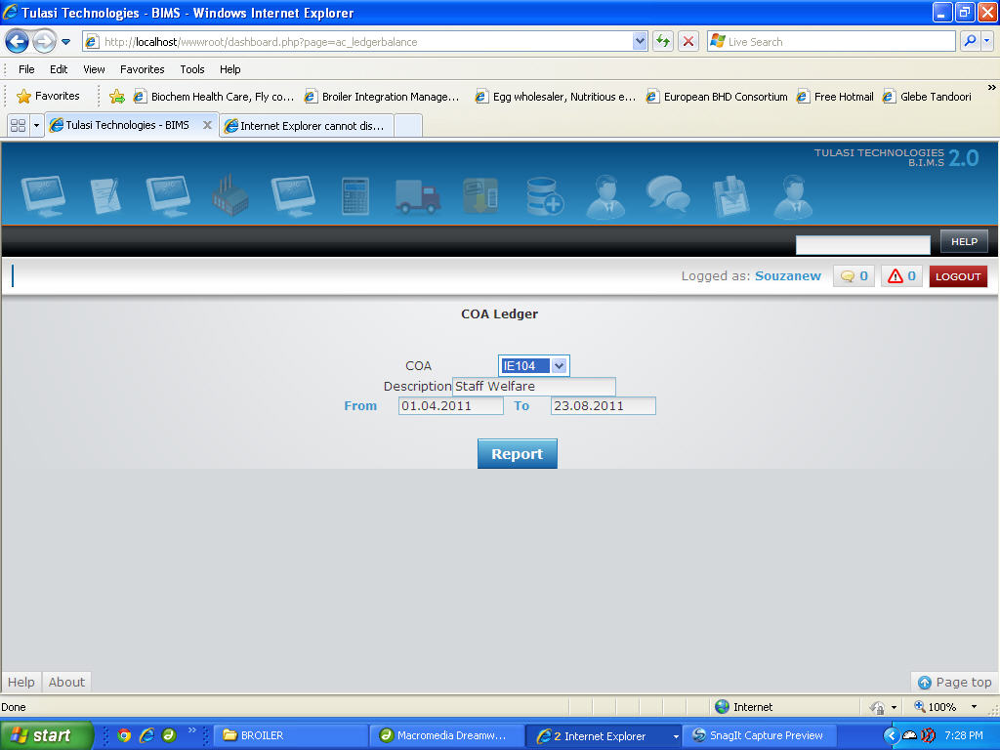 Tulasi Technologies - BIMS - Windows Internet Explorer
http://localhost/wwwroot/dashboard.php?page=ac_ledgerbalance
Live Search
File Edit View Favorites Tools Help
Favorites Biochem Health Care, Fly co... Broiler Integration Manage... Egg wholesaler, Nutritious e... European BHD Consortium Free Hotmail Glebe Tandoori
Tulasi Technologies - BIMS Internet Explorer cannot dis...
TULASI TECHNOLOGIES
B.I.M.S 2.0
HELP
Logged as: Souzanew 0 0 LOGOUT
COA Ledger
COA IE104
Description Staff Welfare
From 01.04.2011 To 23.08.2011
Report
Help About Page top
Done Internet 100%
start BROILER Macromedia Dreamw... 2 Internet Explorer SnagIt Capture Preview 7:28 PM